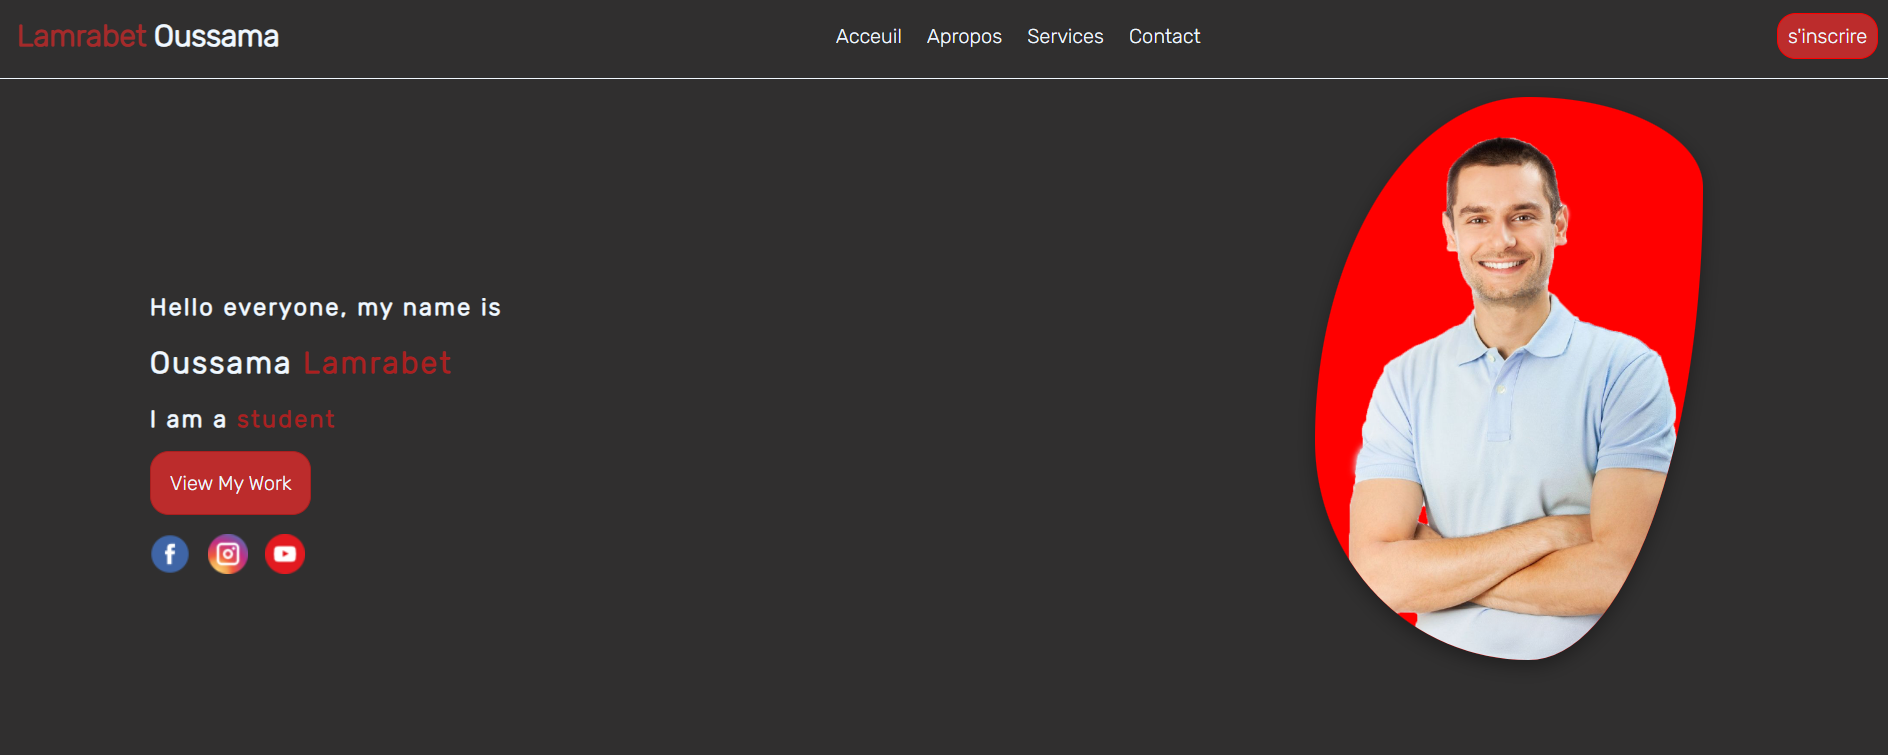 Lamrabet Oussama
Acceuil Apropos Services Contact
s'inscrire
Hello everyone, my name is
Oussama Lamrabet
I am a student
View My Work